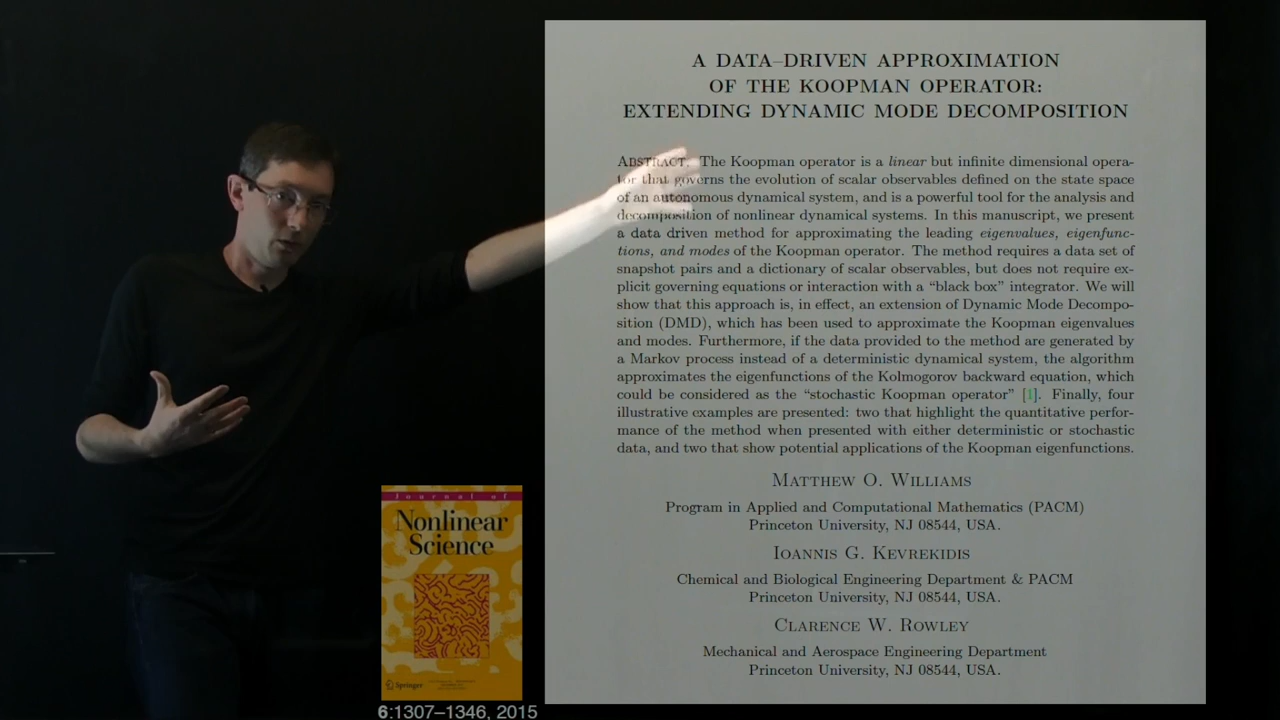 A DATA–DRIVEN APPROXIMATION
OF THE KOOPMAN OPERATOR:
EXTENDING DYNAMIC MODE DECOMPOSITION
Abstract. The Koopman operator is a linear but infinite dimensional opera-
tor that governs the evolution of scalar observables defined on the state space
of an autonomous dynamical system, and is a powerful tool for the analysis and
decomposition of nonlinear dynamical systems. In this manuscript, we present
a data driven method for approximating the leading eigenvalues, eigenfunc-
tions, and modes of the Koopman operator. The method requires a data set of
snapshot pairs and a dictionary of scalar observables, but does not require ex-
plicit governing equations or interaction with a “black box” integrator. We will
show that this approach is, in effect, an extension of Dynamic Mode Decompo-
sition (DMD), which has been used to approximate the Koopman eigenvalues
and modes. Furthermore, if the data provided to the method are generated by
a Markov process instead of a deterministic dynamical system, the algorithm
approximates the eigenfunctions of the Kolmogorov backward equation, which
could be considered as the “stochastic Koopman operator” [1]. Finally, four
illustrative examples are presented: two that highlight the quantitative perfor-
mance of the method when presented with either deterministic or stochastic
data, and two that show potential applications of the Koopman eigenfunctions.
Matthew O. Williams
Program in Applied and Computational Mathematics (PACM)
Princeton University, NJ 08544, USA.
Ioannis G. Kevrekidis
Chemical and Biological Engineering Department & PACM
Princeton University, NJ 08544, USA.
Clarence W. Rowley
Mechanical and Aerospace Engineering Department
Princeton University, NJ 08544, USA.
Journal of
Nonlinear
Science
Springer
6:1307–1346, 2015